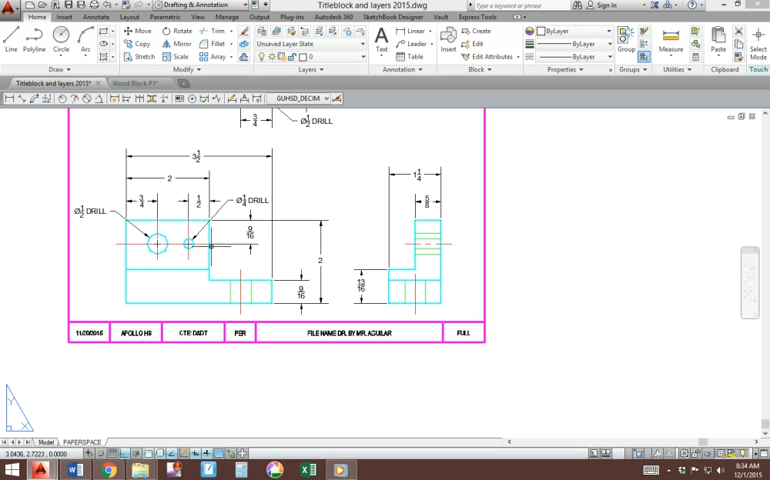 Drafting & Annotation
Titleblock and layers 2015.dwg
Type a keyword or phrase
Sign In
Home Insert Annotate Layout Parametric View Manage Output Plug-ins Autodesk 360 SketchBook Designer Vault Express Tools
Line Polyline Circle Arc
Move Rotate Trim
Copy Mirror Fillet
Stretch Scale Array
Unsaved Layer State
0
Text
Linear
Leader
Table
Insert
Create
Edit
Edit Attributes
ByLayer
ByLayer
ByLayer
Group
Measure
Paste
Select Mode
Draw Modify Layers Annotation Block Properties Groups Utilities Clipboard Touch
Titleblock and layers 2015* Wood Block P1*
GUHSD_DECIM
3/4
Ø1/2 DRILL
3 1/2
2
3/4
1/2
Ø1/4 DRILL
Ø1/2 DRILL
9/16
2
9/16
1 1/4
5/8
13/16
11/20/2015 APOLLO HS CTR: DADT PER FILE NAME DR. BY MR. AGUILAR FULL
Y
X
Model PAPERSPACE
3.0436, 2.7223, 0.0000
8:34 AM
12/1/2015